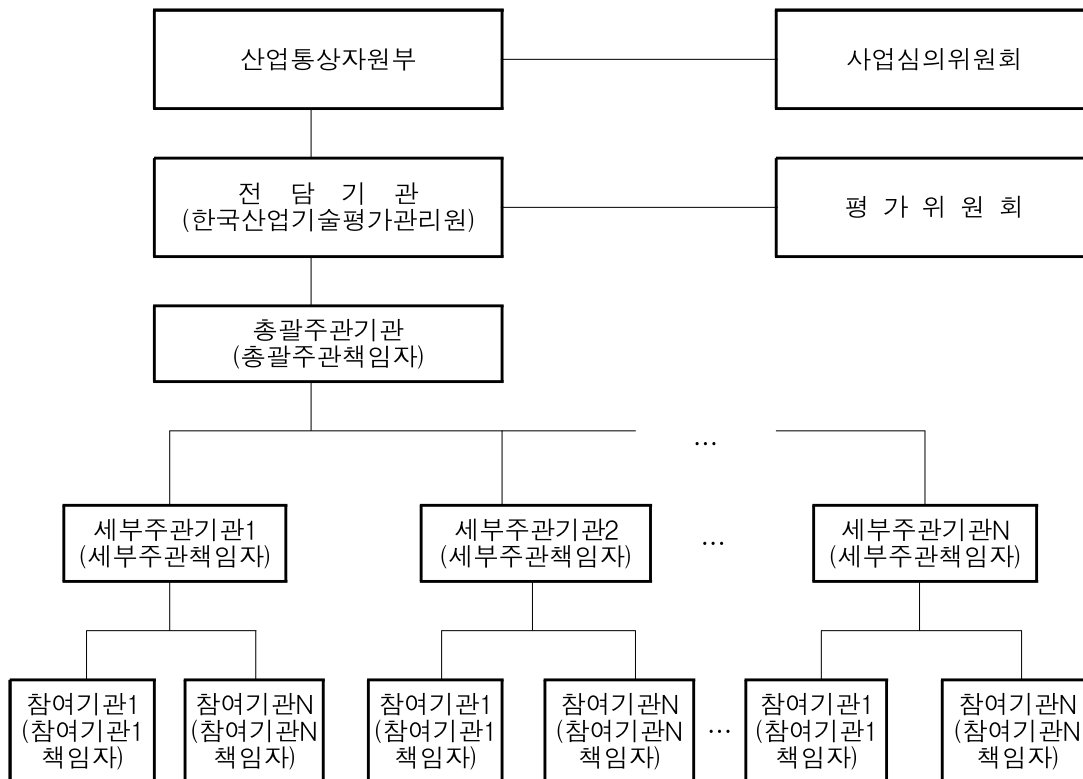 산업통상자원부
사업심의위원회
전 담 기 관
(한국산업기술평가관리원)
평 가 위 원 회
총괄주관기관
(총괄주관책임자)
...
세부주관기관1
(세부주관책임자)
세부주관기관2
(세부주관책임자)
...
세부주관기관N
(세부주관책임자)
참여기관1
(참여기관1
책임자)
참여기관N
(참여기관N
책임자)
참여기관1
(참여기관1
책임자)
참여기관N
(참여기관N
책임자)
...
참여기관1
(참여기관1
책임자)
참여기관N
(참여기관N
책임자)